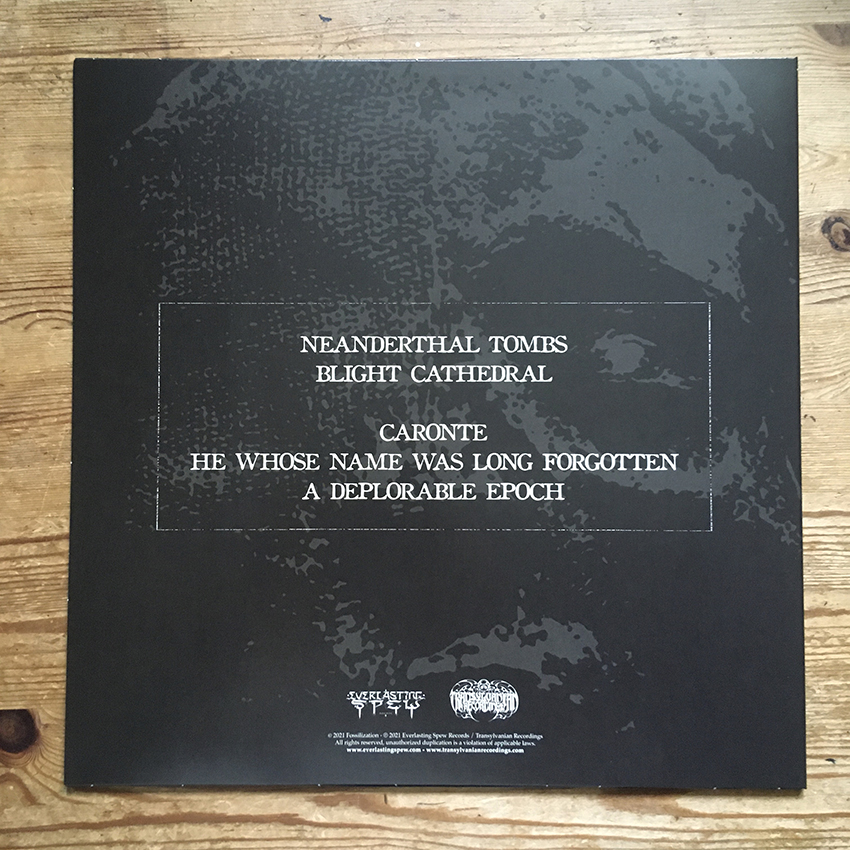 NEANDERTHAL TOMBS
BLIGHT CATHEDRAL
CARONTE
HE WHOSE NAME WAS LONG FORGOTTEN
A DEPLORABLE EPOCH
EVERLASTING
SPEW
TRANSYLVANIAN
RECORDINGS
℗ 2021 Fossilization - © 2021 Everlasting Spew Records / Transylvanian Recordings
All rights reserved, unauthorized duplication is a violation of applicable laws.
www.everlastingspew.com - www.transylvanianrecordings.com